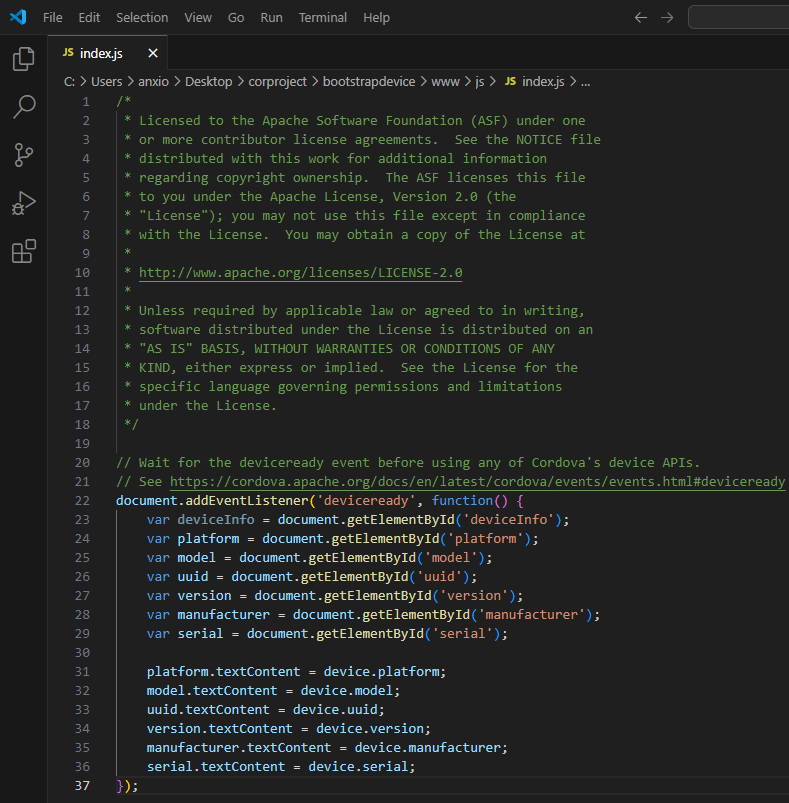 File Edit Selection View Go Run Terminal Help
JS index.js
C: > Users > anxio > Desktop > corproject > bootstrapdevice > www > js > JS index.js > ...
1 /*
2  * Licensed to the Apache Software Foundation (ASF) under one
3  * or more contributor license agreements.  See the NOTICE file
4  * distributed with this work for additional information
5  * regarding copyright ownership.  The ASF licenses this file
6  * to you under the Apache License, Version 2.0 (the
7  * "License"); you may not use this file except in compliance
8  * with the License.  You may obtain a copy of the License at
9  *
10  * http://www.apache.org/licenses/LICENSE-2.0
11  *
12  * Unless required by applicable law or agreed to in writing,
13  * software distributed under the License is distributed on an
14  * "AS IS" BASIS, WITHOUT WARRANTIES OR CONDITIONS OF ANY
15  * KIND, either express or implied.  See the License for the
16  * specific language governing permissions and limitations
17  * under the License.
18  */
19
20 // Wait for the deviceready event before using any of Cordova's device APIs.
21 // See https://cordova.apache.org/docs/en/latest/cordova/events/events.html#deviceready
22 document.addEventListener('deviceready', function() {
23     var deviceInfo = document.getElementById('deviceInfo');
24     var platform = document.getElementById('platform');
25     var model = document.getElementById('model');
26     var uuid = document.getElementById('uuid');
27     var version = document.getElementById('version');
28     var manufacturer = document.getElementById('manufacturer');
29     var serial = document.getElementById('serial');
30
31     platform.textContent = device.platform;
32     model.textContent = device.model;
33     uuid.textContent = device.uuid;
34     version.textContent = device.version;
35     manufacturer.textContent = device.manufacturer;
36     serial.textContent = device.serial;
37 });